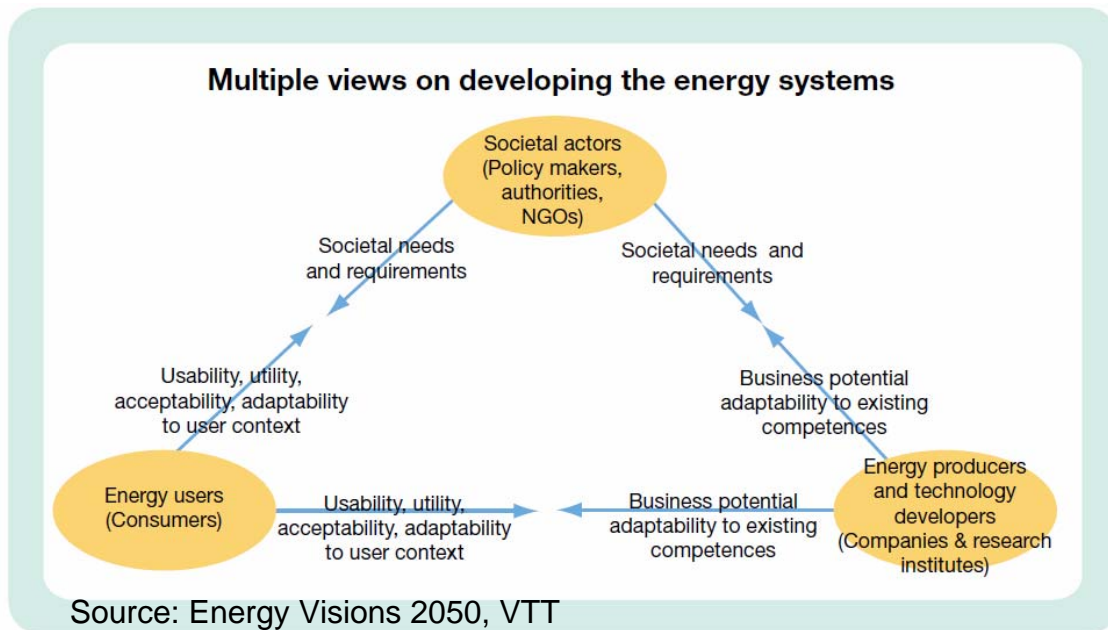 Multiple views on developing the energy systems
Societal actors
(Policy makers,
authorities,
NGOs)
Societal needs
and requirements
Societal needs and
requirements
Usability, utility,
acceptability, adaptability
to user context
Business potential
adaptability to existing
competences
Energy users
(Consumers)
Usability, utility,
acceptability, adaptability
to user context
Business potential
adaptability to existing
competences
Energy producers
and technology
developers
(Companies & research
institutes)
Source: Energy Visions 2050, VTT